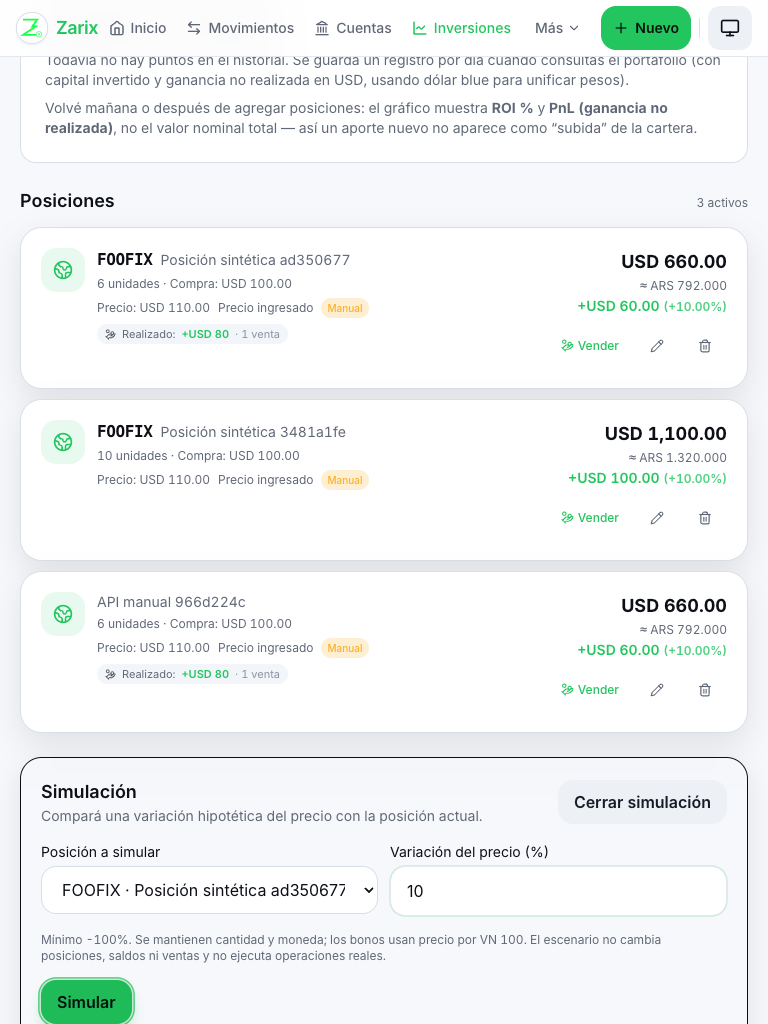 Zarix
Inicio
Movimientos
Cuentas
Inversiones
Más
+ Nuevo
Todavía no hay puntos en el historial. Se guarda un registro por día cuando consultás el portafolio (con
capital invertido y ganancia no realizada en USD, usando dólar blue para unificar pesos).
Volvé mañana o después de agregar posiciones: el gráfico muestra ROI % y PnL (ganancia no
realizada), no el valor nominal total — así un aporte nuevo no aparece como “subida” de la cartera.
Posiciones
3 activos
FOOFIX Posición sintética ad350677
6 unidades · Compra: USD 100.00
Precio: USD 110.00 Precio ingresado Manual
Realizado: +USD 80 · 1 venta
USD 660.00
≈ ARS 792.000
+USD 60.00 (+10.00%)
Vender
FOOFIX Posición sintética 3481a1fe
10 unidades · Compra: USD 100.00
Precio: USD 110.00 Precio ingresado Manual
USD 1,100.00
≈ ARS 1.320.000
+USD 100.00 (+10.00%)
Vender
API manual 966d224c
6 unidades · Compra: USD 100.00
Precio: USD 110.00 Precio ingresado Manual
Realizado: +USD 80 · 1 venta
USD 660.00
≈ ARS 792.000
+USD 60.00 (+10.00%)
Vender
Simulación
Compará una variación hipotética del precio con la posición actual.
Cerrar simulación
Posición a simular
FOOFIX · Posición sintética ad350677
Variación del precio (%)
10
Mínimo -100%. Se mantienen cantidad y moneda; los bonos usan precio por VN 100. El escenario no cambia
posiciones, saldos ni ventas y no ejecuta operaciones reales.
Simular